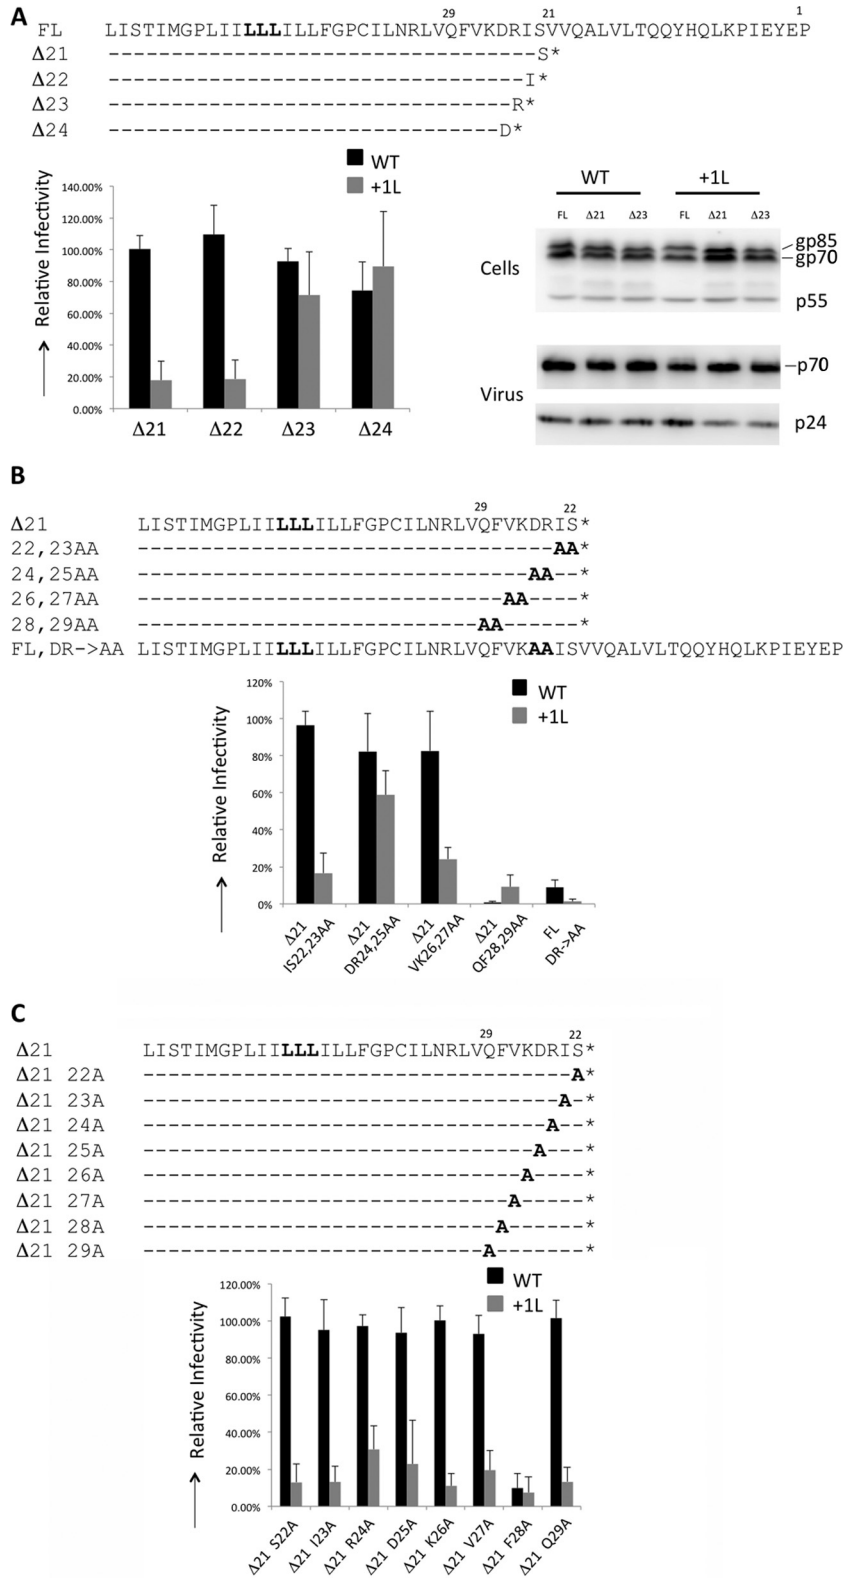 A
29 21 1
FL LISTIMGPLIILLLILLFGPCILNRLVQFVKDRISVVQALVLTQQYHQLKPIEYEP
Δ21 ----------------------------------S*
Δ22 ---------------------------------I*
Δ23 --------------------------------R*
Δ24 -------------------------------D*
WT
+1L
Relative Infectivity
140.00%
120.00%
100.00%
80.00%
60.00%
40.00%
20.00%
0.00%
Δ21 Δ22 Δ23 Δ24
WT +1L
FL Δ21 Δ23 FL Δ21 Δ23
Cells
gp85
gp70
p55
Virus
p70
p24
B
29 22
Δ21 LISTIMGPLIILLLILLFGPCILNRLVQFVKDRIS*
22,23AA ---------------------------------AA*
24,25AA -------------------------------AA--*
26,27AA -----------------------------AA----*
28,29AA ---------------------------AA------*
FL,DR->AA LISTIMGPLIILLLILLFGPCILNRLVQFVKAAISVVQALVLTQQYHQLKPIEYEP
WT
+1L
Relative Infectivity
120%
100%
80%
60%
40%
20%
0%
Δ21 IS22,23AA
Δ21 DR24,25AA
Δ21 VK26,27AA
Δ21 QF28,29AA
FL DR->AA
C
29 22
Δ21 LISTIMGPLIILLLILLFGPCILNRLVQFVKDRIS*
Δ21 22A ----------------------------------A*
Δ21 23A ---------------------------------A-*
Δ21 24A --------------------------------A--*
Δ21 25A -------------------------------A---*
Δ21 26A ------------------------------A----*
Δ21 27A -----------------------------A-----*
Δ21 28A ----------------------------A------*
Δ21 29A ---------------------------A-------*
WT
+1L
Relative Infectivity
120.00%
100.00%
80.00%
60.00%
40.00%
20.00%
0.00%
Δ21 S22A
Δ21 I23A
Δ21 R24A
Δ21 D25A
Δ21 K26A
Δ21 V27A
Δ21 F28A
Δ21 Q29A